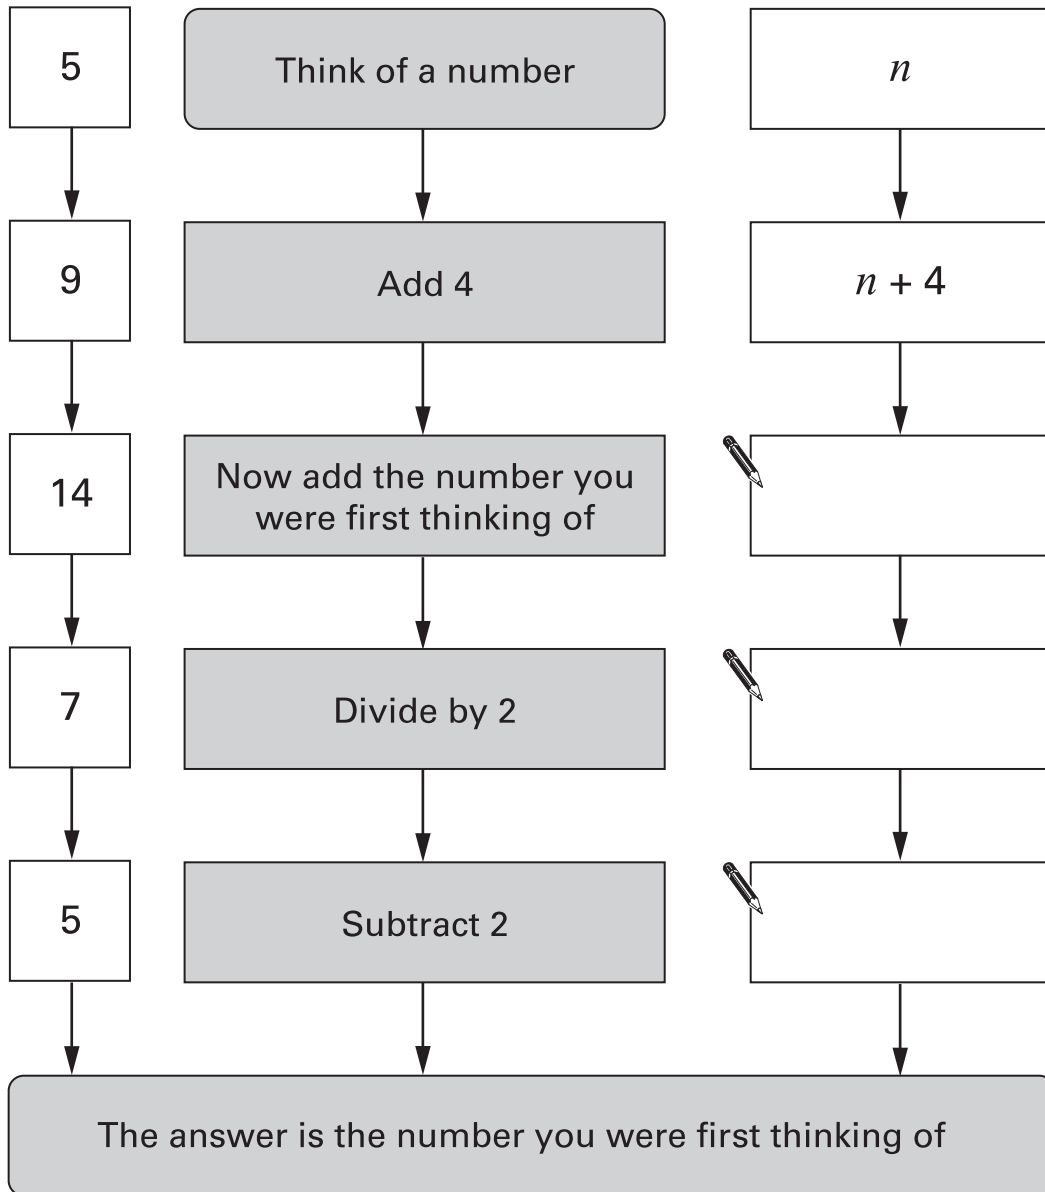 5
Think of a number
n
9
Add 4
n + 4
14
Now add the number you
were first thinking of
7
Divide by 2
5
Subtract 2
The answer is the number you were first thinking of